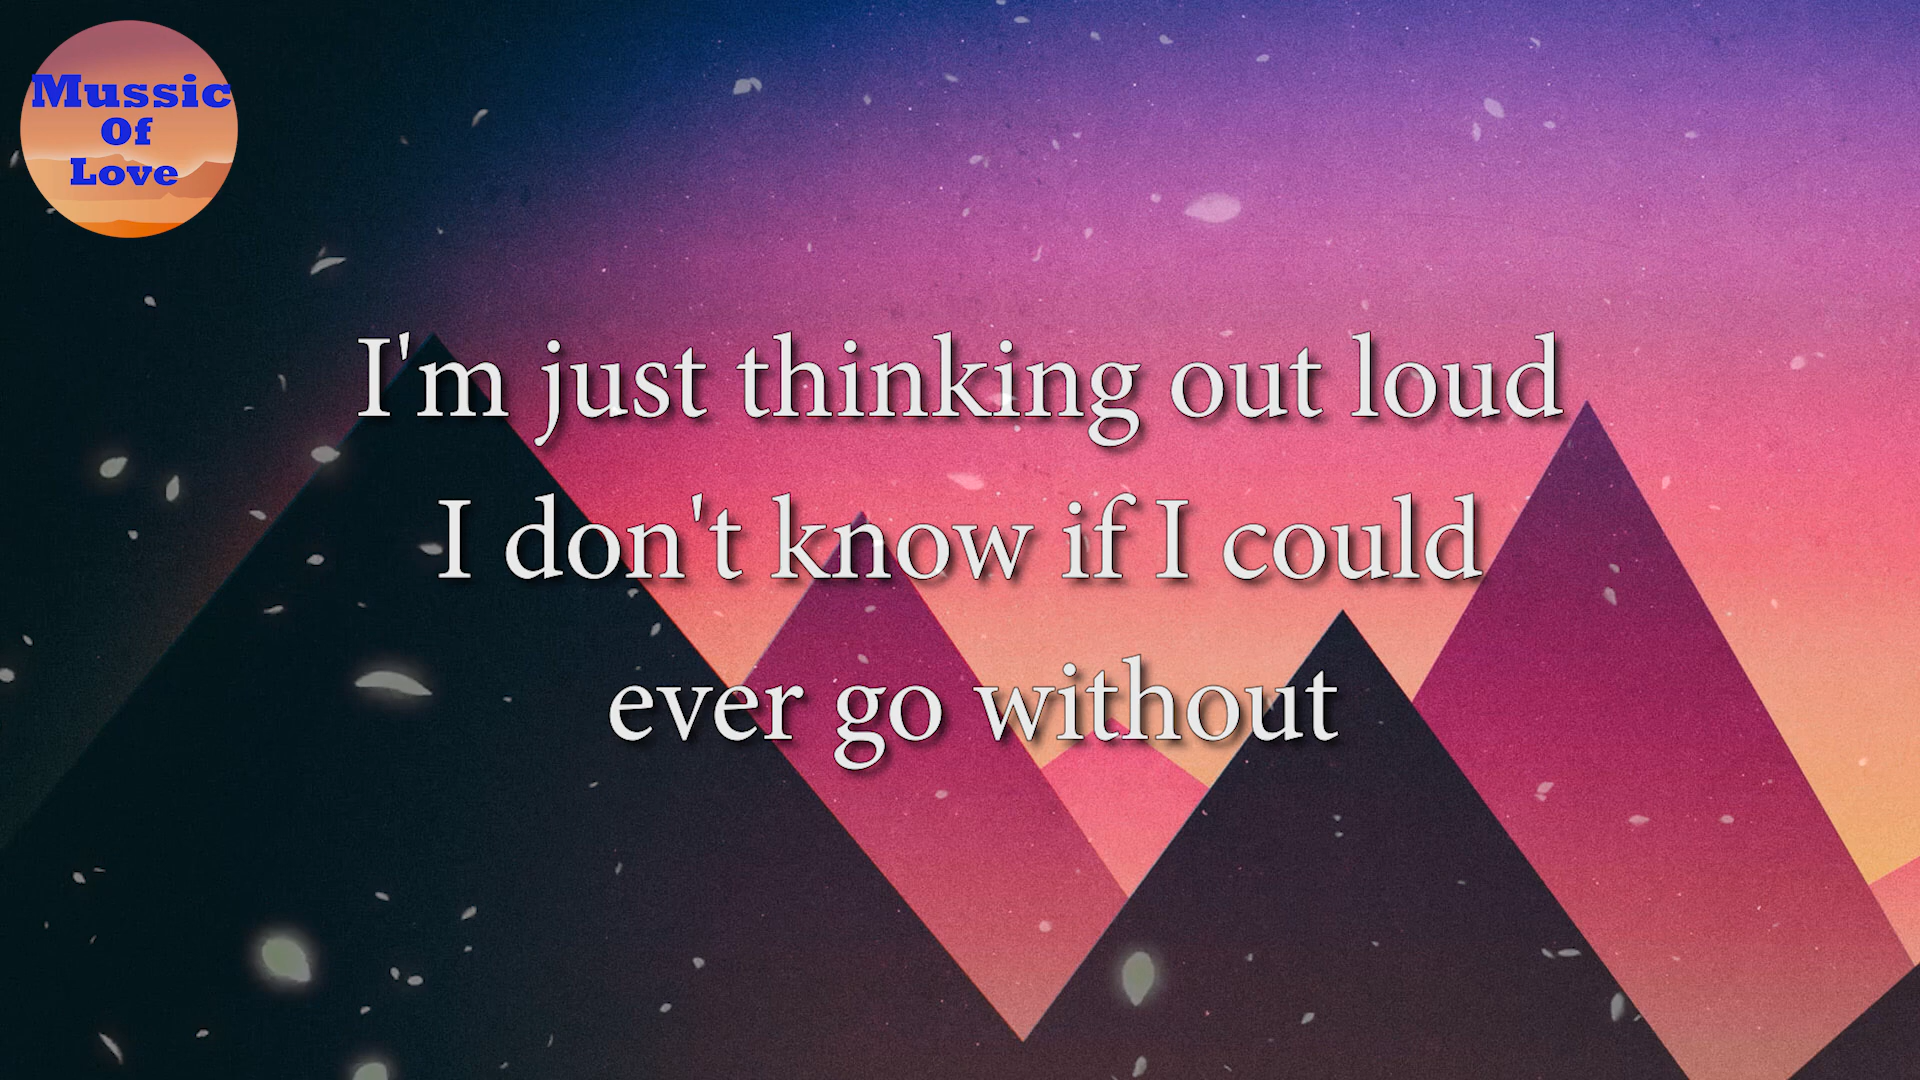 Mussic
Of
Love
I'm just thinking out loud
I don't know if I could
ever go without